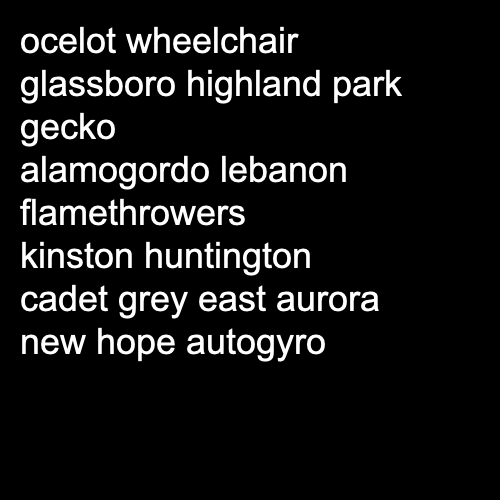 ocelot wheelchair
glassboro highland park
gecko
alamogordo lebanon
flamethrowers
kinston huntington
cadet grey east aurora
new hope autogyro